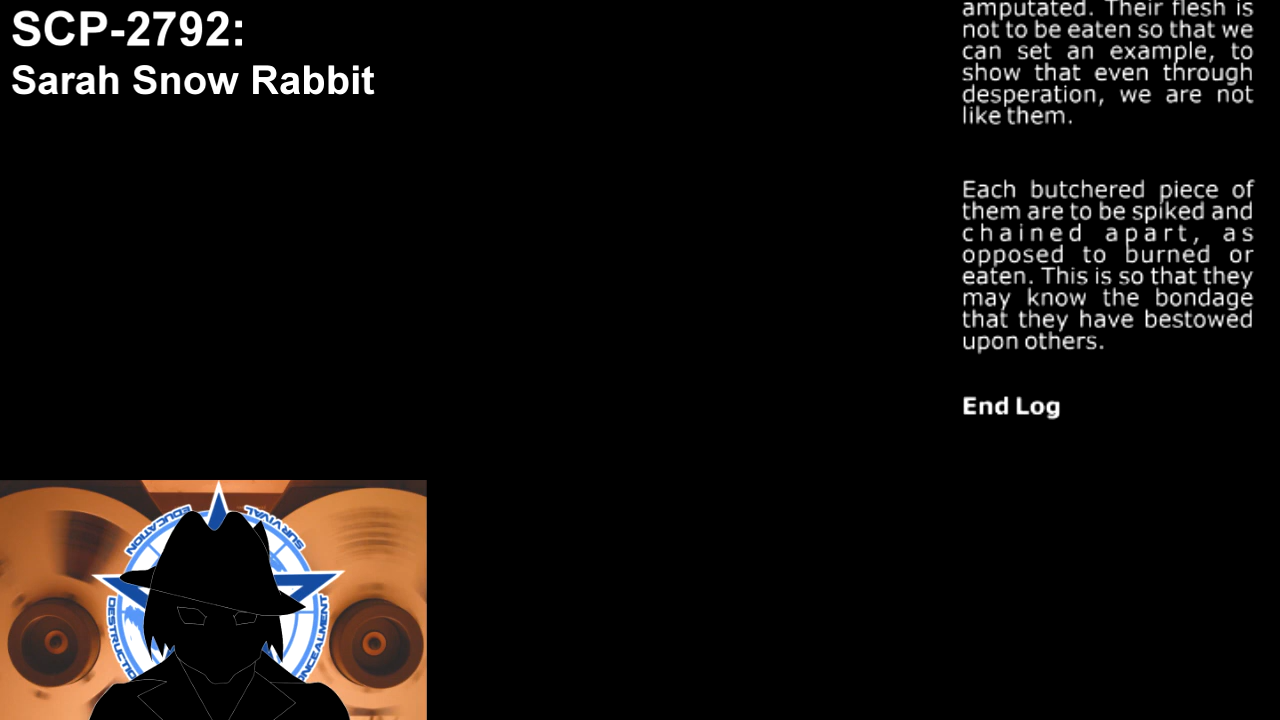 SCP-2792:
Sarah Snow Rabbit
amputated. Their flesh is
not to be eaten so that we
can set an example, to
show that even through
desperation, we are not
like them.
Each butchered piece of
them are to be spiked and
chained apart, as
opposed to burned or
eaten. This is so that they
may know the bondage
that they have bestowed
upon others.
End Log
EDUCATION
SURVIVAL